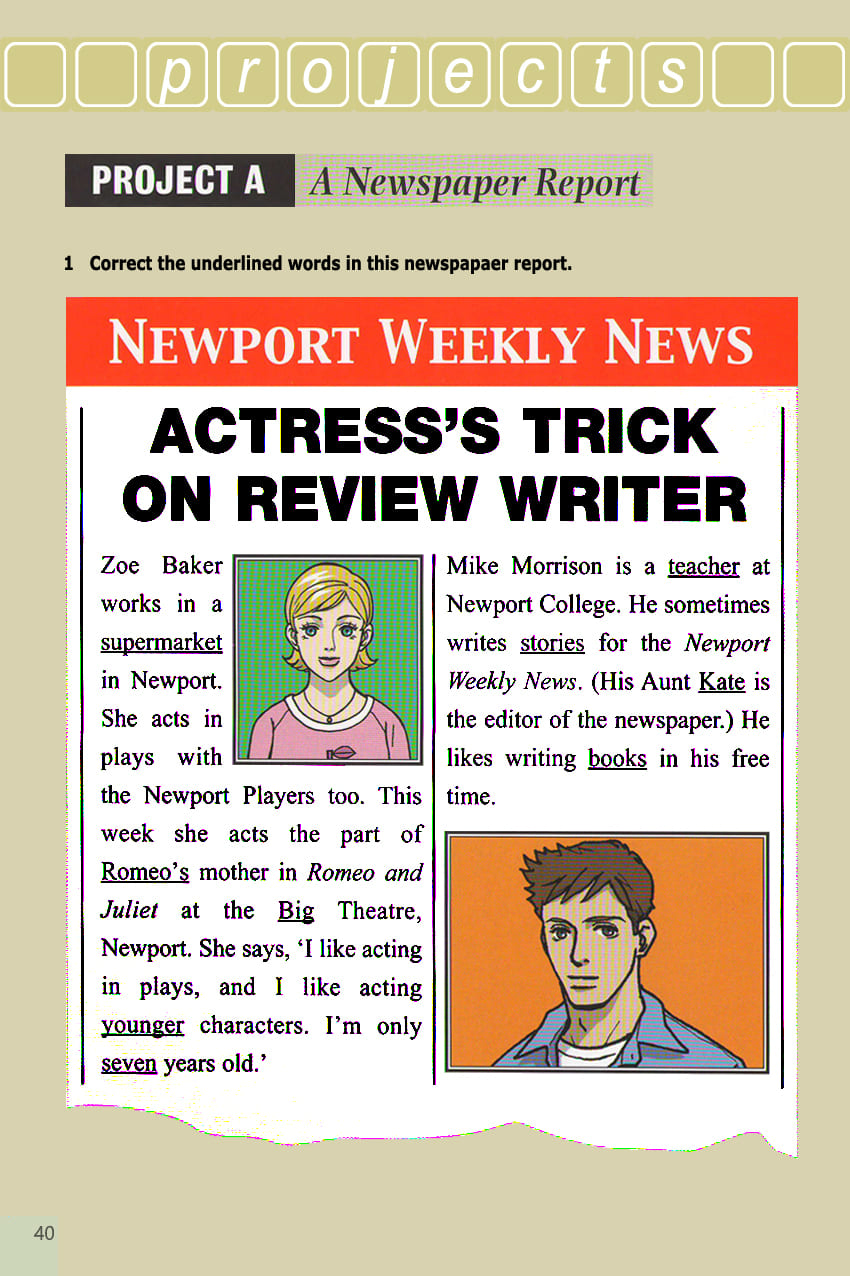 projects
PROJECT A A Newspaper Report
1 Correct the underlined words in this newspapaer report.
NEWPORT WEEKLY NEWS
ACTRESS'S TRICK
ON REVIEW WRITER
Zoe Baker
works in a
supermarket
in Newport.
She acts in
plays with
the Newport Players too. This
week she acts the part of
Romeo's mother in Romeo and
Juliet at the Big Theatre,
Newport. She says, 'I like acting
in plays, and I like acting
younger characters. I'm only
seven years old.'
Mike Morrison is a teacher at
Newport College. He sometimes
writes stories for the Newport
Weekly News. (His Aunt Kate is
the editor of the newspaper.) He
likes writing books in his free
time.
40